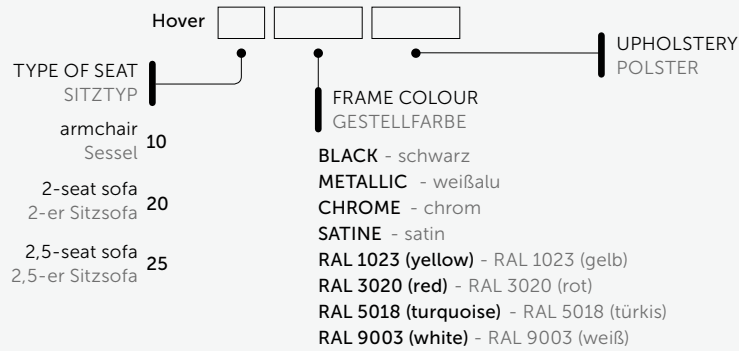 Hover
TYPE OF SEAT
SITZTYP
armchair
Sessel
10
2-seat sofa
2-er Sitzsofa
20
2,5-seat sofa
2,5-er Sitzsofa
25
FRAME COLOUR
GESTELLFARBE
BLACK - schwarz
METALLIC - weißalu
CHROME - chrom
SATINE - satin
RAL 1023 (yellow) - RAL 1023 (gelb)
RAL 3020 (red) - RAL 3020 (rot)
RAL 5018 (turquoise) - RAL 5018 (türkis)
RAL 9003 (white) - RAL 9003 (weiß)
UPHOLSTERY
POLSTER